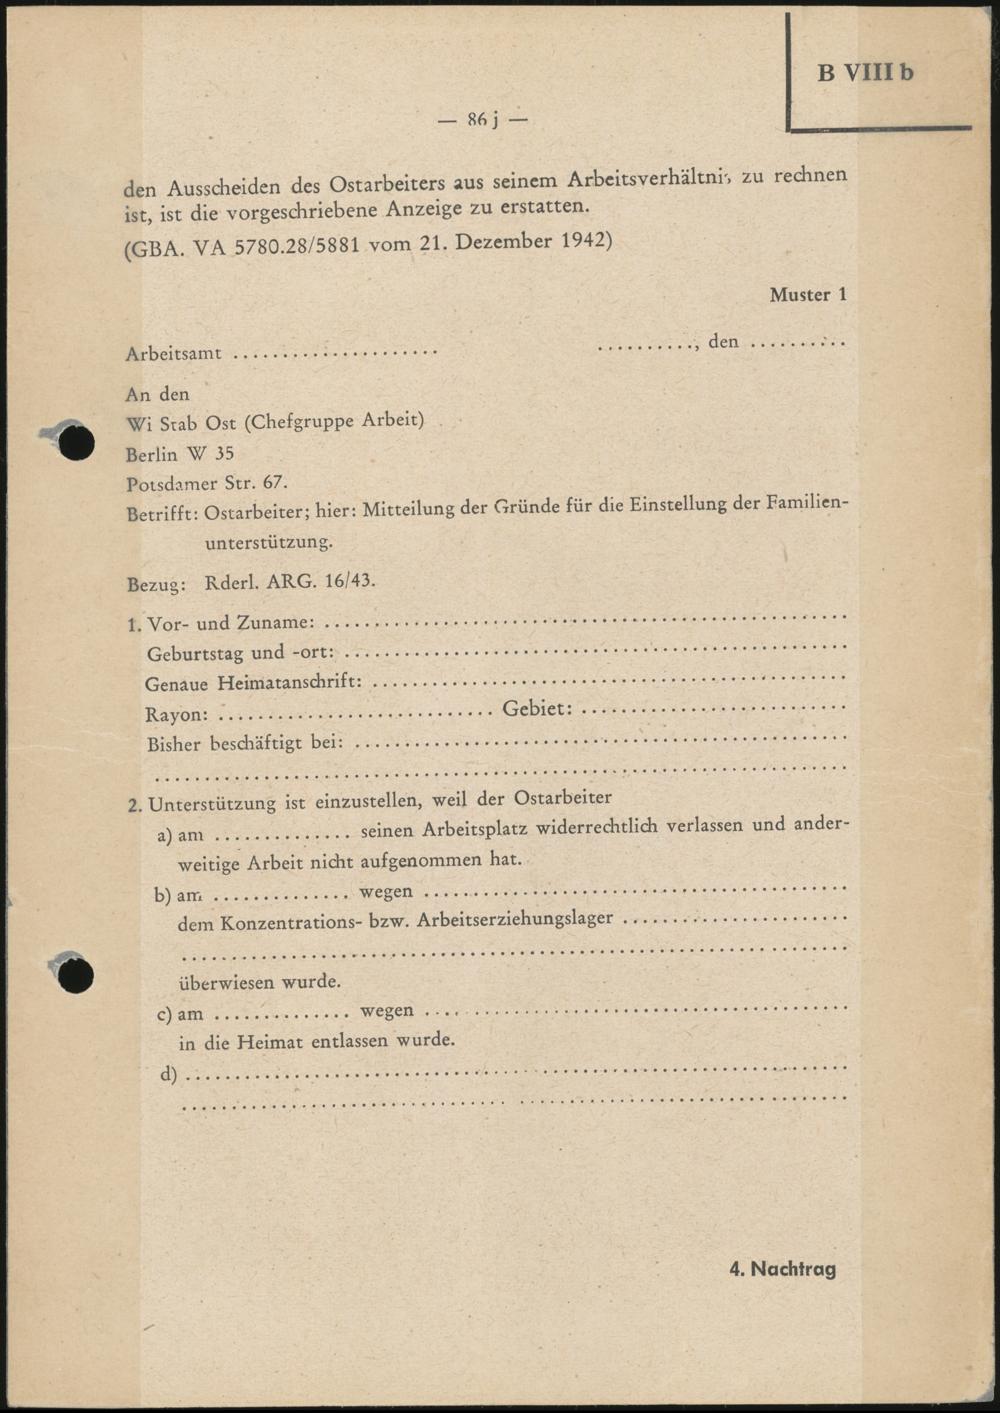 B VIII b
— 86 j —
den Ausscheiden des Ostarbeiters aus seinem Arbeitsverhältnis zu rechnen
ist, ist die vorgeschriebene Anzeige zu erstatten.
(GBA. VA 5780.28/5881 vom 21. Dezember 1942)
Muster 1
Arbeitsamt ..................... .........., den ..........
An den
Wi Stab Ost (Chefgruppe Arbeit)
Berlin W 35
Potsdamer Str. 67.
Betrifft: Ostarbeiter; hier: Mitteilung der Gründe für die Einstellung der Familien-
unterstützung.
Bezug: Rderl. ARG. 16/43.
1. Vor- und Zuname: .....................................................
Geburtstag und -ort: ...................................................
Genaue Heimatanschrift: ................................................
Rayon: ............................ Gebiet: ...........................
Bisher beschäftigt bei: ..................................................
......................................................................
2. Unterstützung ist einzustellen, weil der Ostarbeiter
a) am .............. seinen Arbeitsplatz widerrechtlich verlassen und ander-
weitige Arbeit nicht aufgenommen hat.
b) am .............. wegen ...........................................
dem Konzentrations- bzw. Arbeitserziehungslager .......................
...................................................................
überwiesen wurde.
c) am .............. wegen ...........................................
in die Heimat entlassen wurde.
d) ...................................................................
...................................................................
4. Nachtrag